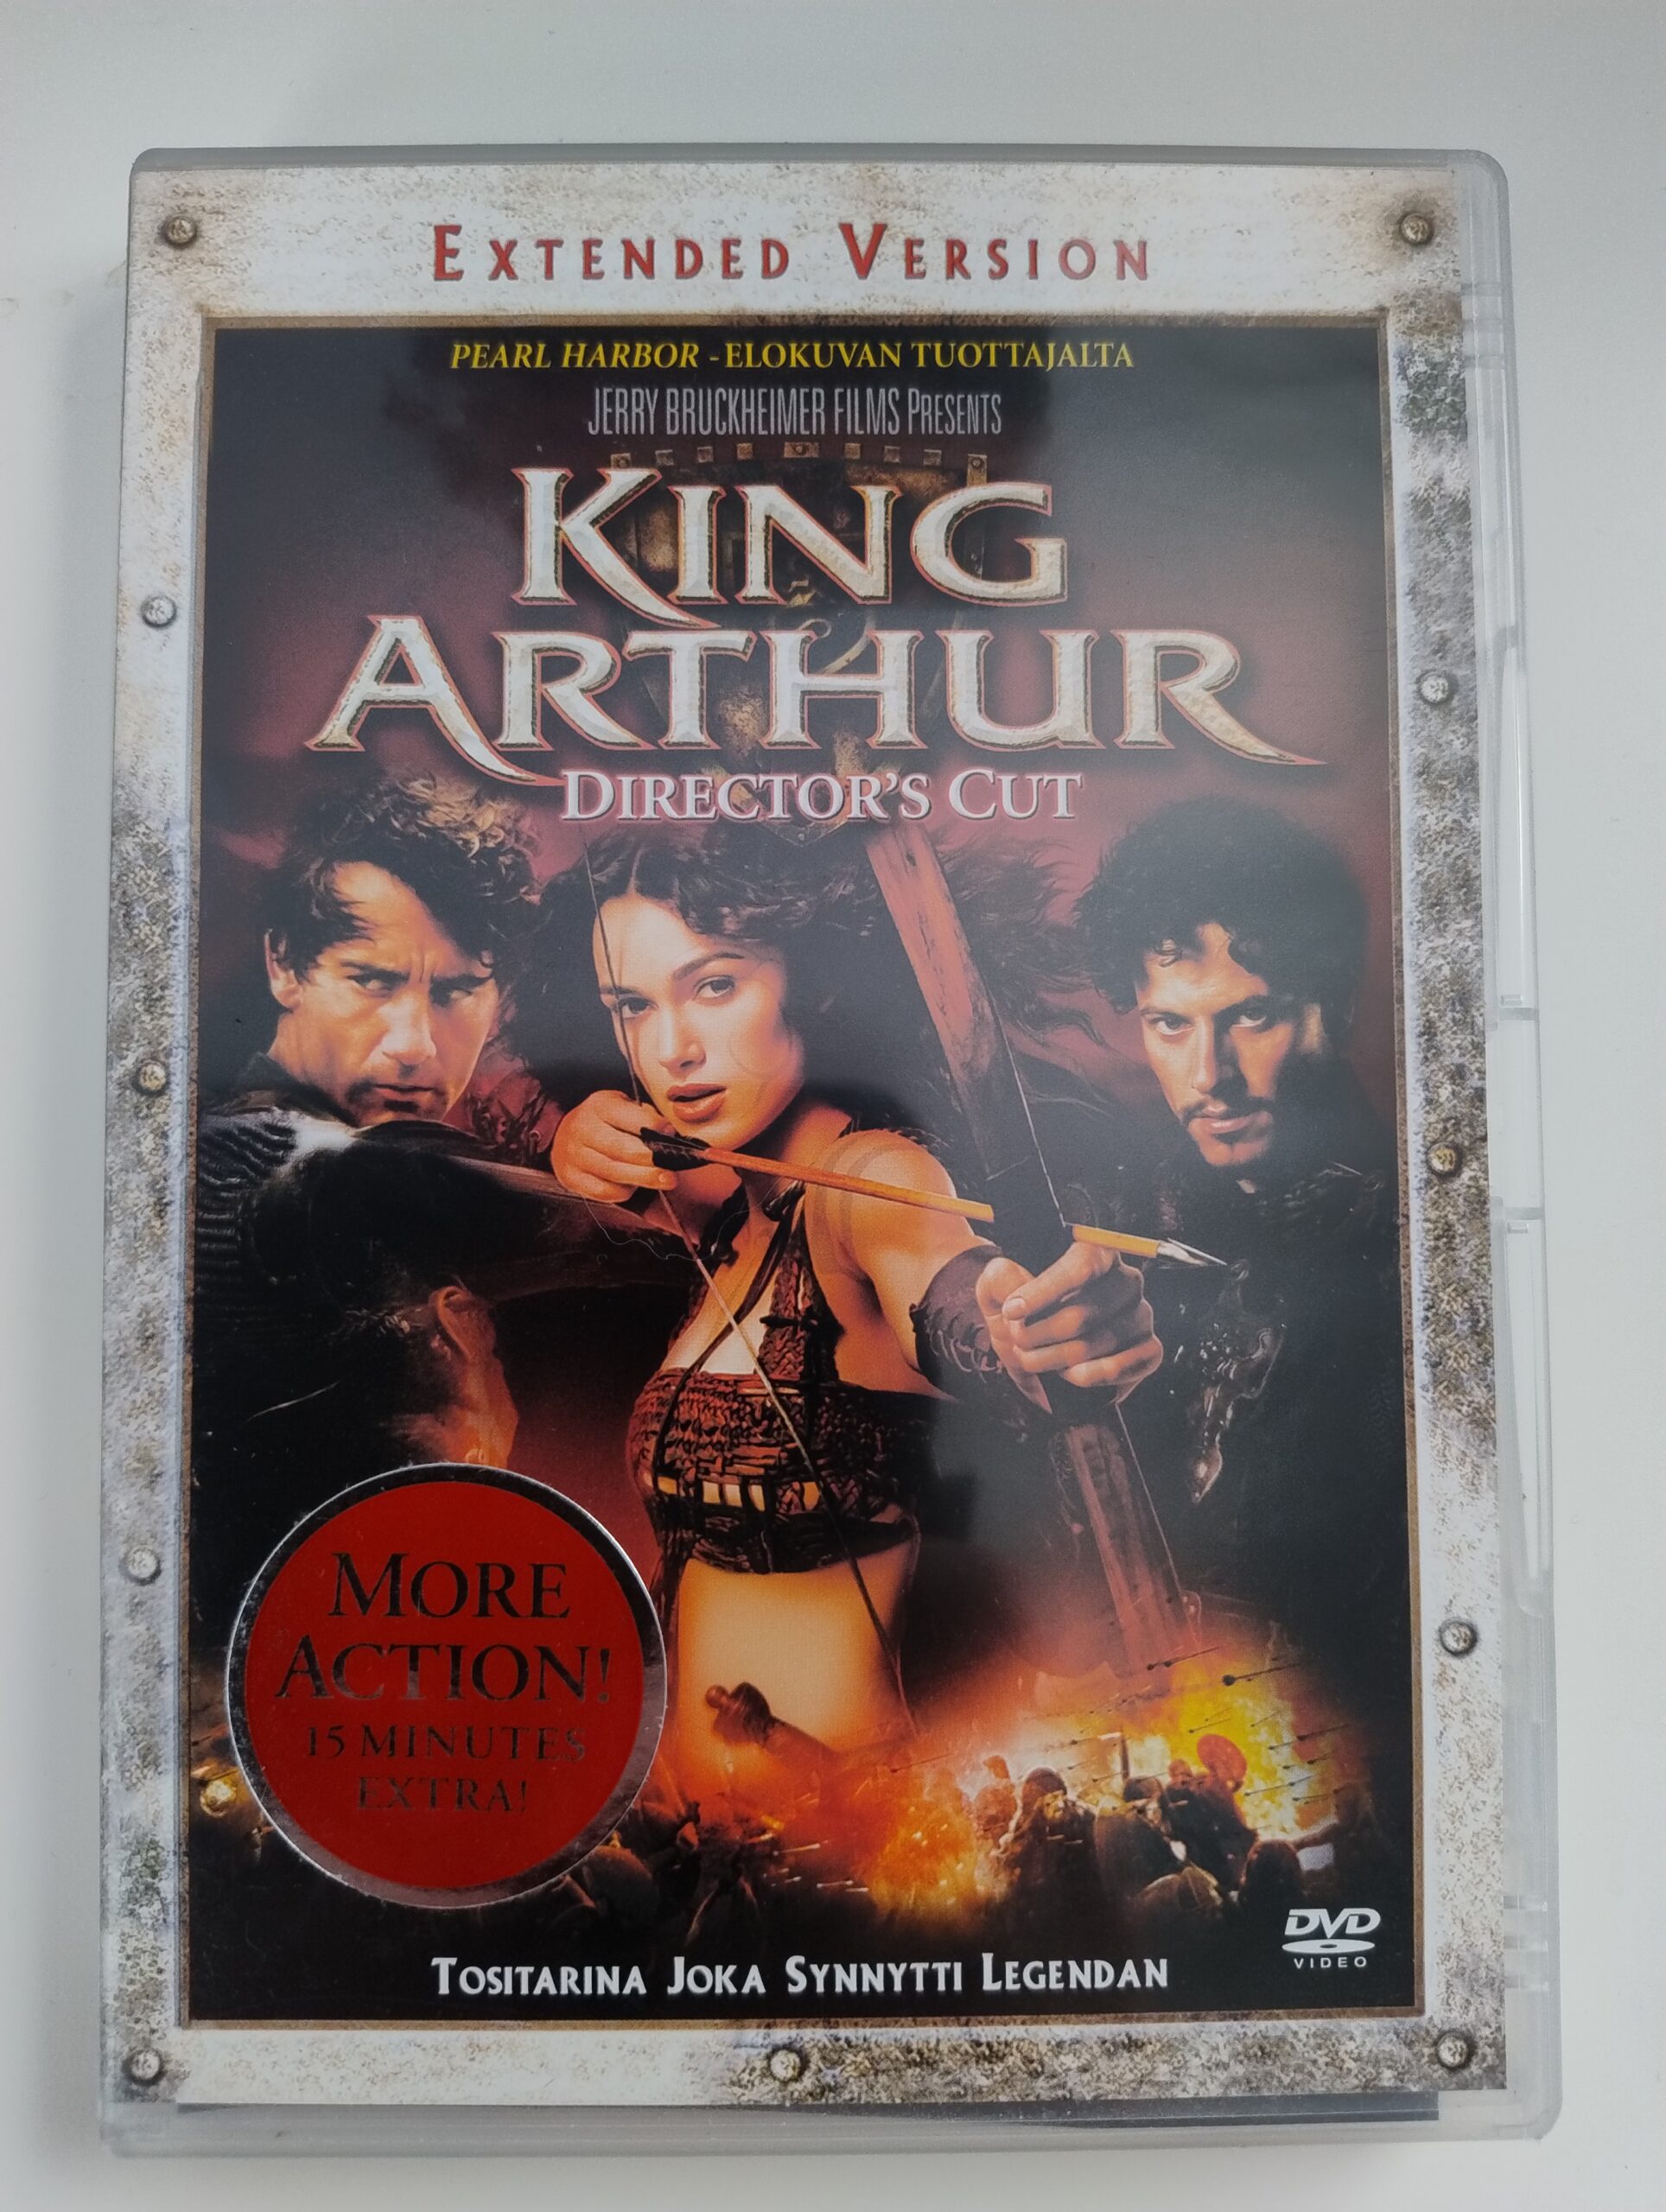 EXTENDED VERSION
PEARL HARBOR -ELOKUVAN TUOTTAJALTA
JERRY BRUCKHEIMER FILMS PRESENTS
KING
ARTHUR
DIRECTOR'S CUT
MORE
ACTION!
15 MINUTES
EXTRA!
DVD
VIDEO
TOSITARINA JOKA SYNNYTTI LEGENDAN